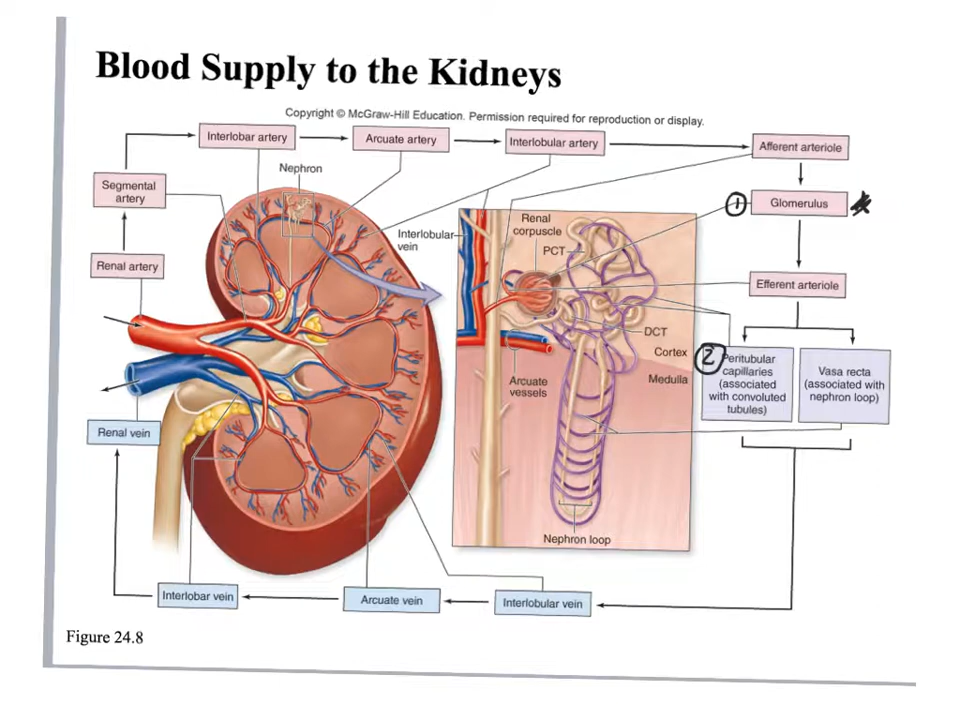 Blood Supply to the Kidneys
Copyright © McGraw-Hill Education. Permission required for reproduction or display.
Interlobar artery
Arcuate artery
Interlobular artery
Afferent arteriole
Nephron
Segmental
artery
1
Glomerulus
Renal
corpuscle
Interlobular
vein
PCT
Renal artery
Efferent arteriole
DCT
Cortex
2
Peritubular
capillaries
(associated
with convoluted
tubules)
Vasa recta
(associated with
nephron loop)
Medulla
Arcuate
vessels
Renal vein
Nephron loop
Interlobar vein
Arcuate vein
Interlobular vein
Figure 24.8